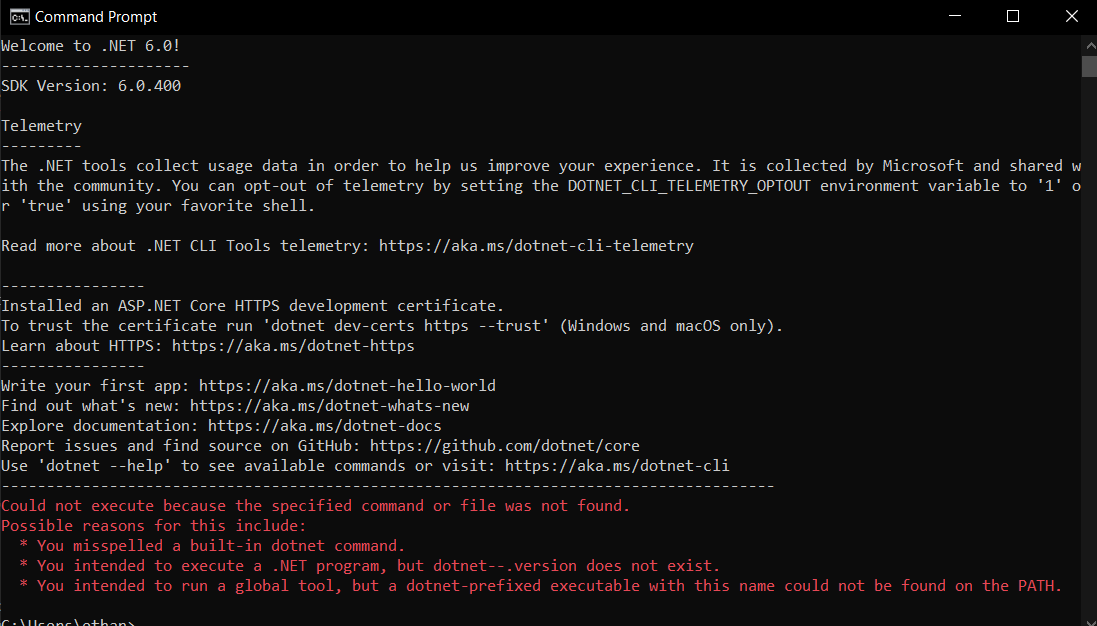 Command Prompt
Welcome to .NET 6.0!
---------------------
SDK Version: 6.0.400
Telemetry
---------
The .NET tools collect usage data in order to help us improve your experience. It is collected by Microsoft and shared w
ith the community. You can opt-out of telemetry by setting the DOTNET_CLI_TELEMETRY_OPTOUT environment variable to '1' o
r 'true' using your favorite shell.
Read more about .NET CLI Tools telemetry: https://aka.ms/dotnet-cli-telemetry
----------------
Installed an ASP.NET Core HTTPS development certificate.
To trust the certificate run 'dotnet dev-certs https --trust' (Windows and macOS only).
Learn about HTTPS: https://aka.ms/dotnet-https
----------------
Write your first app: https://aka.ms/dotnet-hello-world
Find out what's new: https://aka.ms/dotnet-whats-new
Explore documentation: https://aka.ms/dotnet-docs
Report issues and find source on GitHub: https://github.com/dotnet/core
Use 'dotnet --help' to see available commands or visit: https://aka.ms/dotnet-cli
--------------------------------------------------------------------------------------
Could not execute because the specified command or file was not found.
Possible reasons for this include:
  * You misspelled a built-in dotnet command.
  * You intended to execute a .NET program, but dotnet--.version does not exist.
  * You intended to run a global tool, but a dotnet-prefixed executable with this name could not be found on the PATH.
C:\Users\ethan>